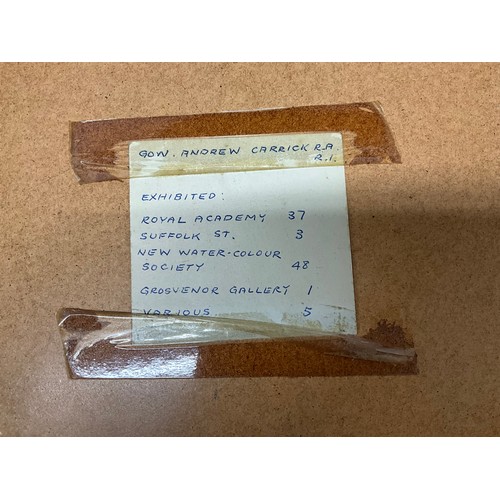 GOW. ANDREW CARRICK R.A.
R.I.
EXHIBITED:
ROYAL ACADEMY 37
SUFFOLK ST. 3
NEW WATER-COLOUR
SOCIETY 48
GROSVENOR GALLERY 1
VARIOUS 5